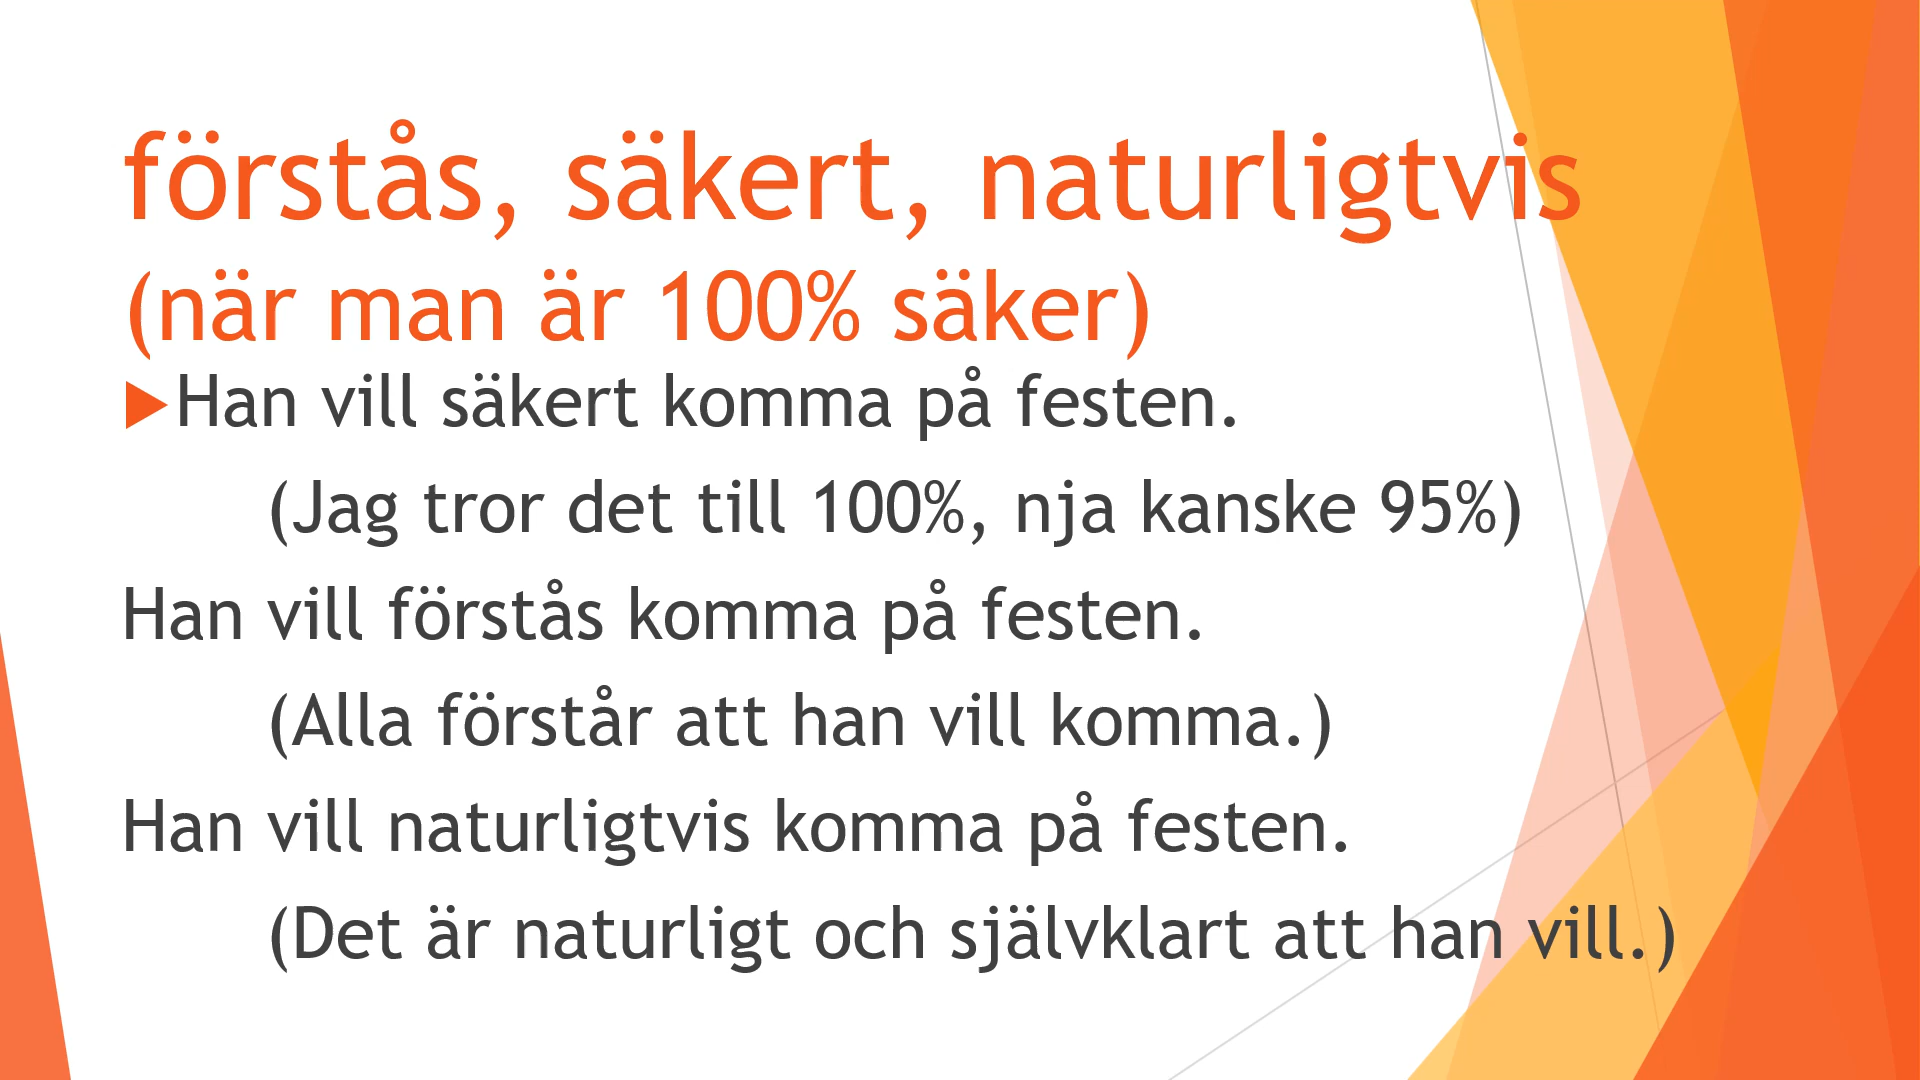 förstås, säkert, naturligtvis
(när man är 100% säker)
Han vill säkert komma på festen.
(Jag tror det till 100%, nja kanske 95%)
Han vill förstås komma på festen.
(Alla förstår att han vill komma.)
Han vill naturligtvis komma på festen.
(Det är naturligt och självklart att han vill.)